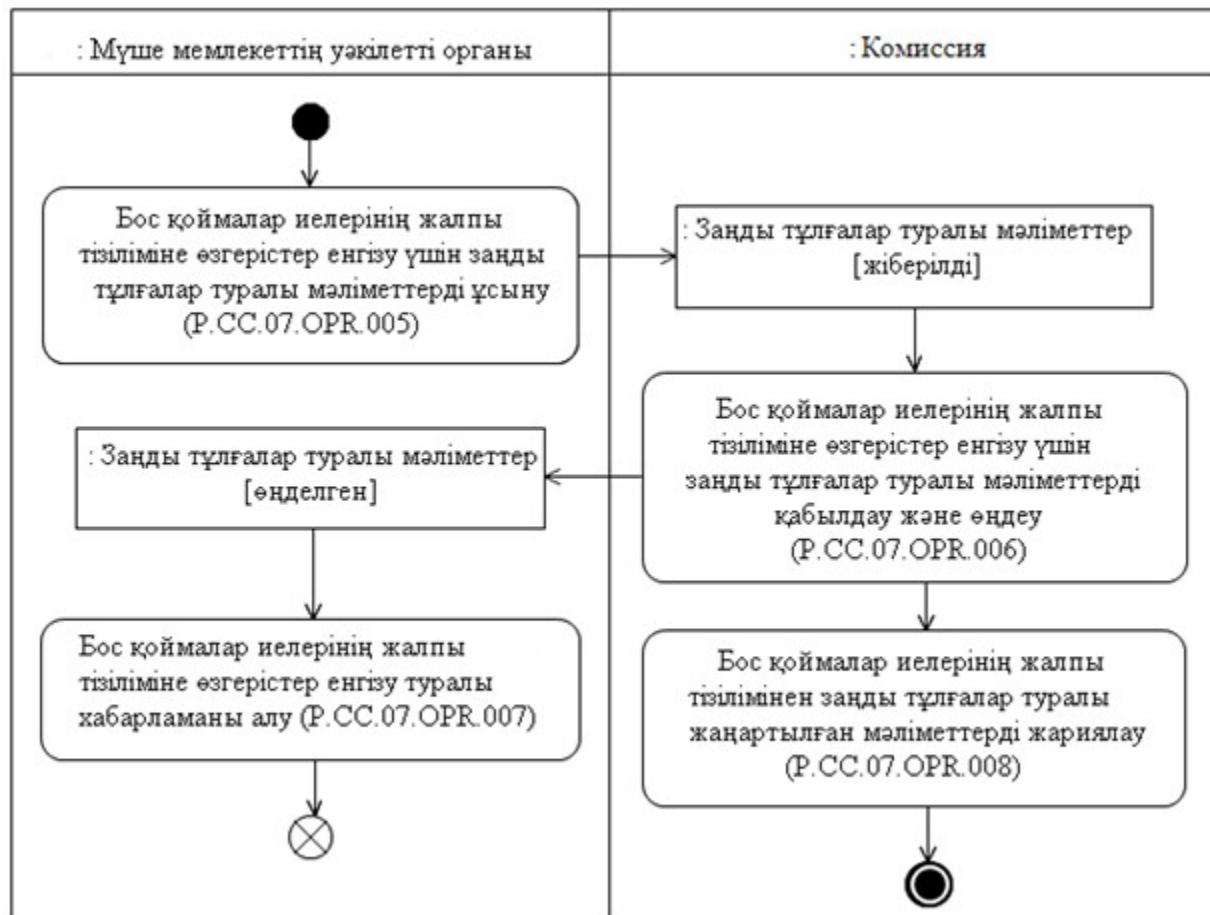 : Мүше мемлекеттің уәкілетті органы
: Комиссия
Бос қоймалар иелерінің жалпы
тізіліміне өзгерістер енгізу үшін заңды
тұлғалар туралы мәліметтерді ұсыну
(P.CC.07.OPR.005)
: Заңды тұлғалар туралы мәліметтер
[жіберілді]
Бос қоймалар иелерінің жалпы
тізіліміне өзгерістер енгізу үшін
заңды тұлғалар туралы мәліметтерді
қабылдау және өңдеу
(P.CC.07.OPR.006)
: Заңды тұлғалар туралы мәліметтер
[өңделген]
Бос қоймалар иелерінің жалпы
тізіліміне өзгерістер енгізу туралы
хабарламаны алу (P.CC.07.OPR.007)
Бос қоймалар иелерінің жалпы
тізілімінен заңды тұлғалар туралы
жаңартылған мәліметтерді жариялау
(P.CC.07.OPR.008)